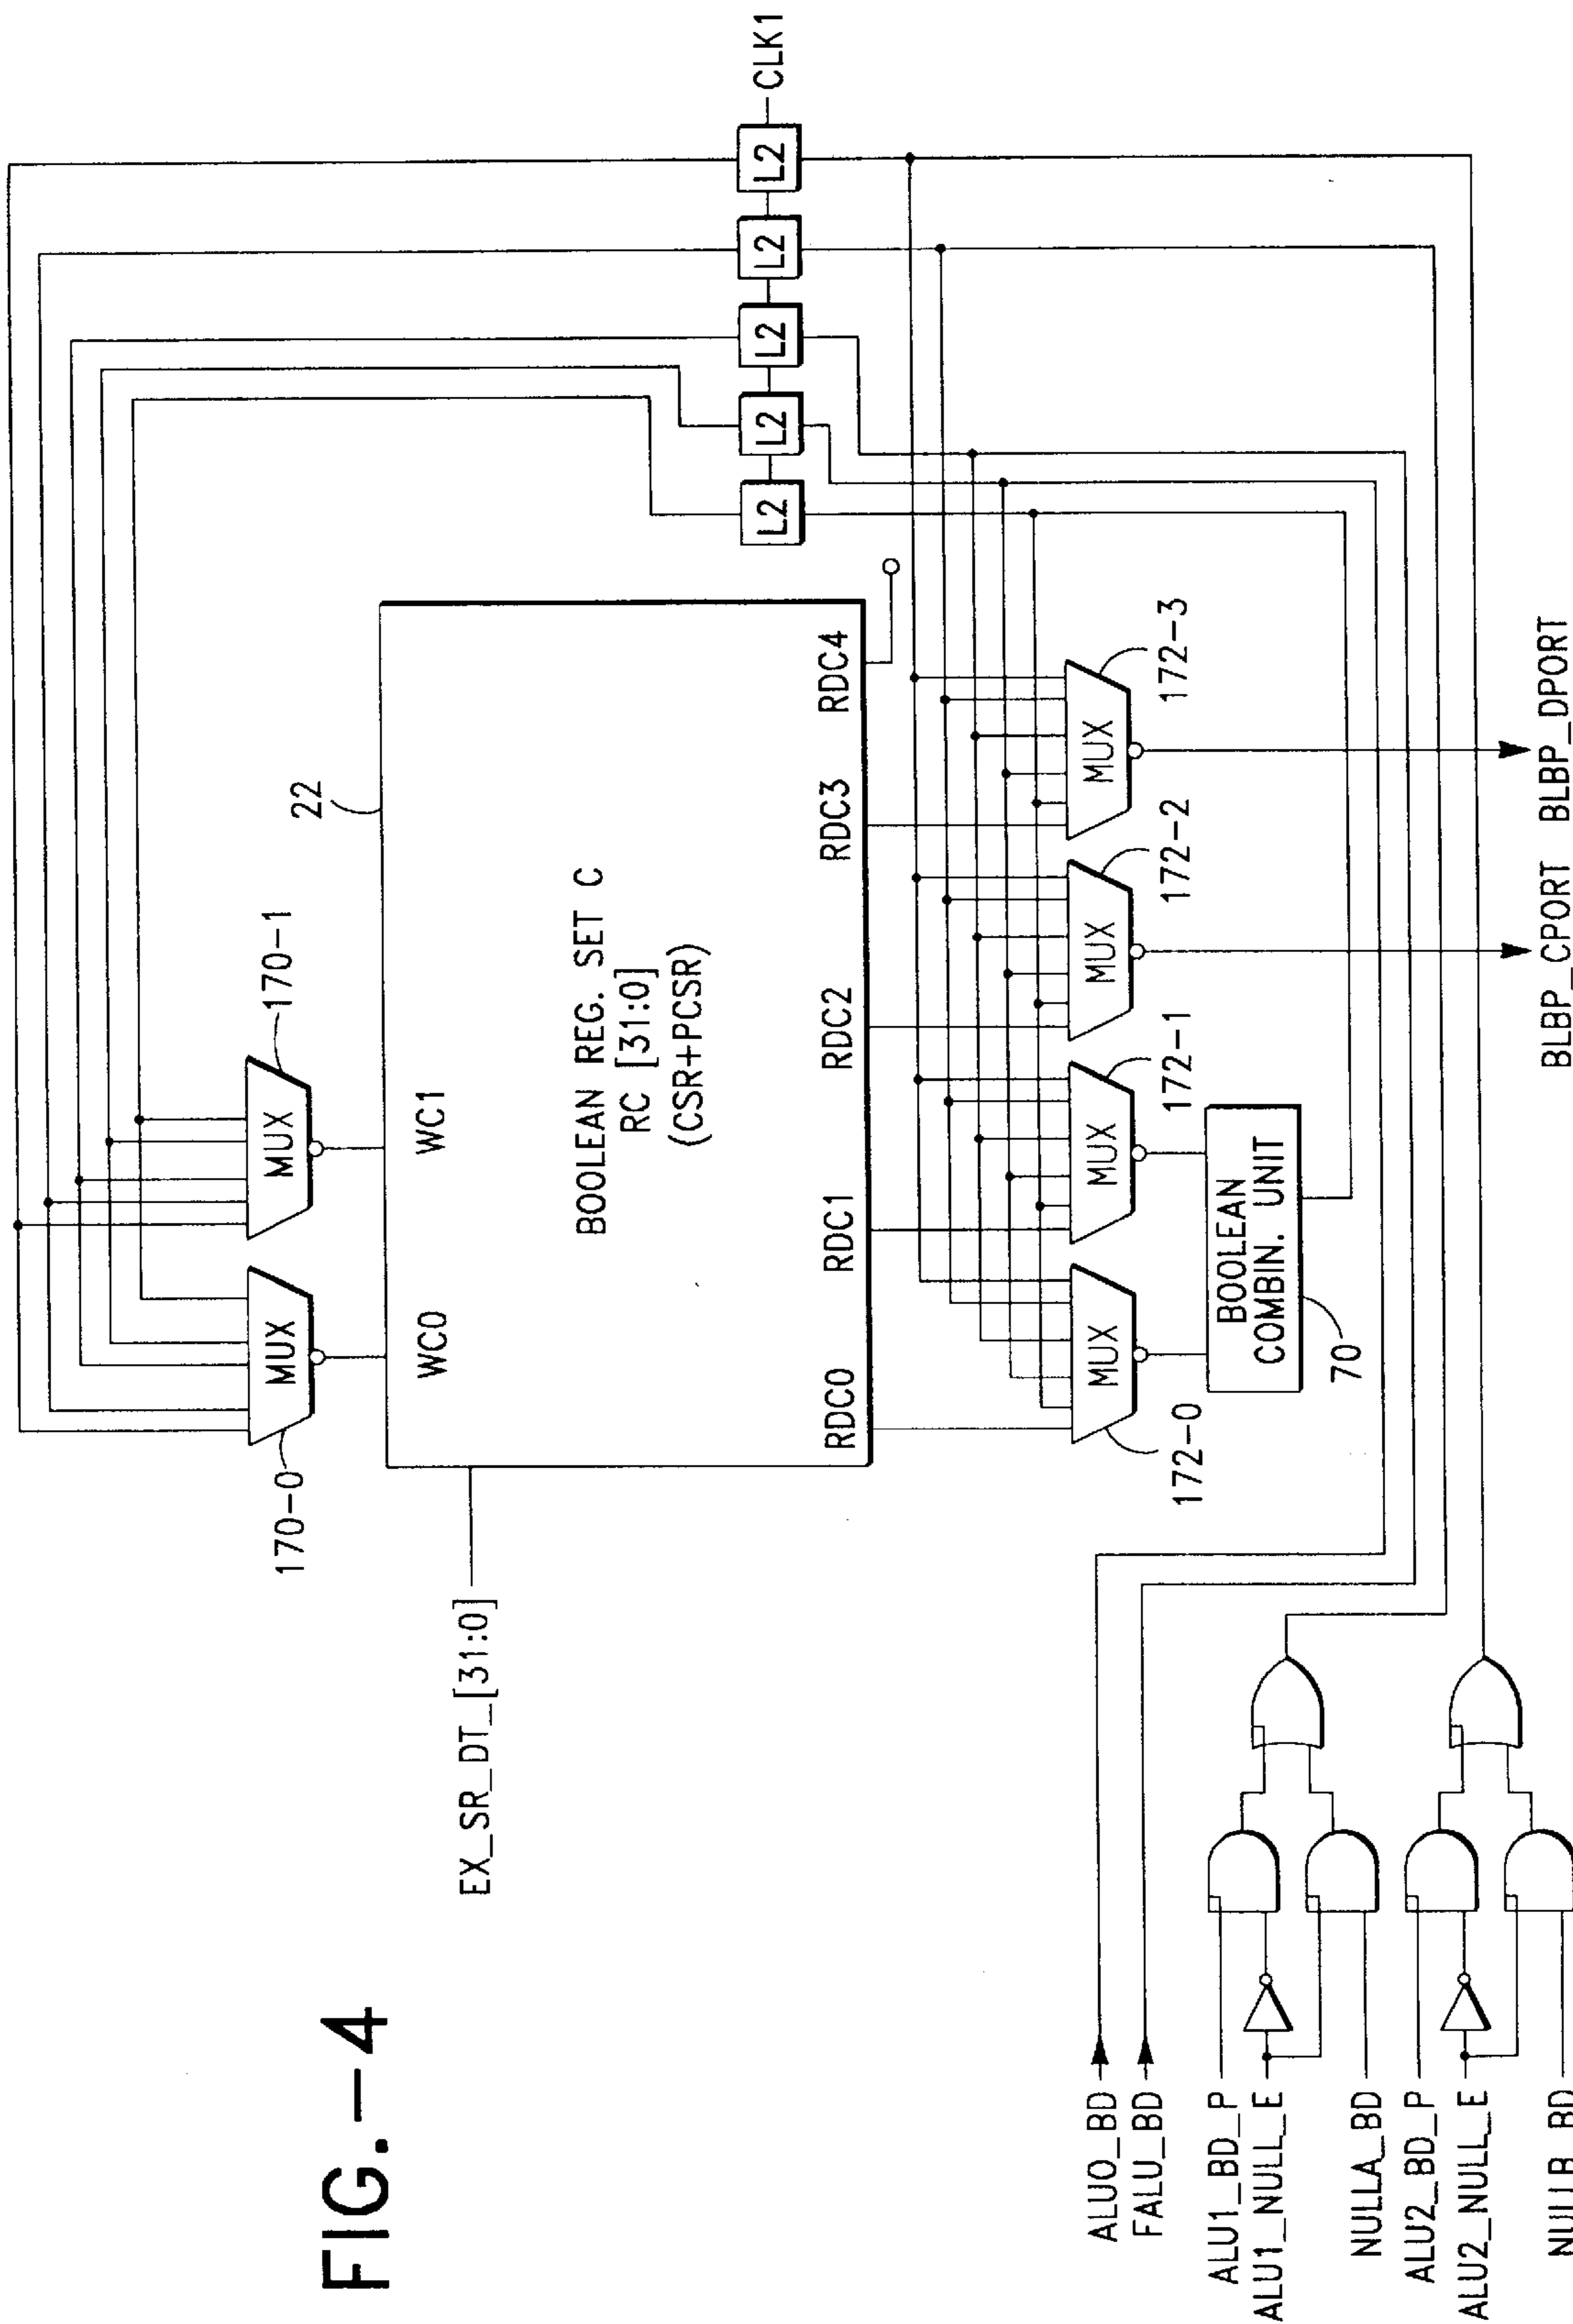 FIG.-4
EX_SR_DT_[31:0]
170-0
170-1
MUX
MUX
WC0
WC1
22
BOOLEAN REG. SET C
RC [31:0]
(CSR+PCSR)
RDC0
RDC1
RDC2
RDC3
RDC4
L2
L2
L2
L2
L2
CLK1
MUX
MUX
MUX
MUX
172-0
172-1
172-2
172-3
BOOLEAN
COMBIN. UNIT
70
ALU0_BD
FALU_BD
ALU1_BD_P
ALU1_NULL_E
NULLA_BD
ALU2_BD_P
ALU2_NULL_E
NULLB_BD
BLBP_CPORT
BLBP_DPORT